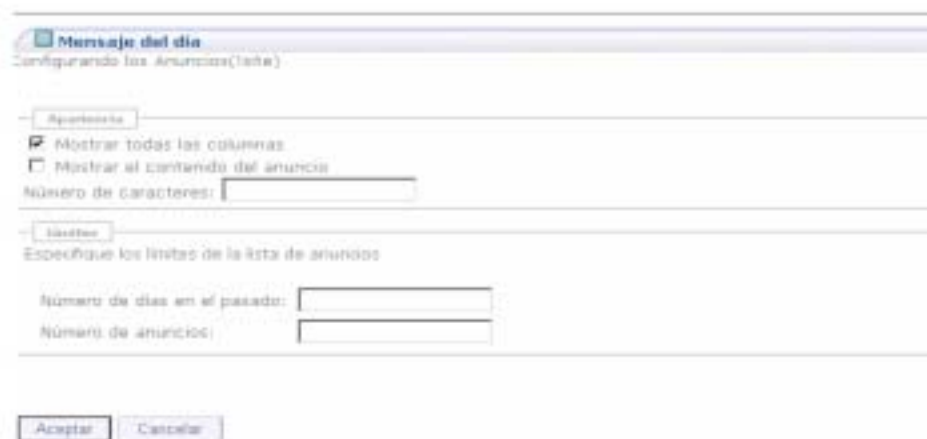 Mensaje del día
Configurando los Anuncios(1site)
Apariencia
Mostrar todas las columnas
Mostrar el contenido del anuncio
Número de caracteres:
Límites
Especifique los límites de la lista de anuncios
Número de días en el pasado:
Número de anuncios:
Aceptar Cancelar